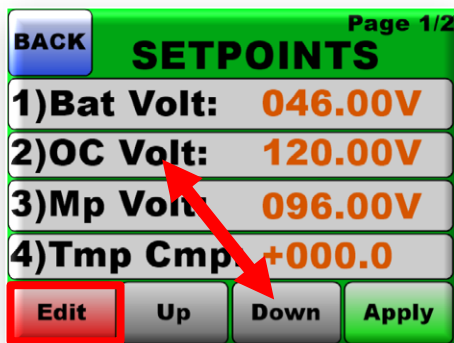 BACK
Page 1/2
SETPOINTS
1)Bat Volt: 046.00V
2)OC Volt: 120.00V
3)Mp Volt: 096.00V
4)Tmp Cmp: +000.0
Edit Up Down Apply